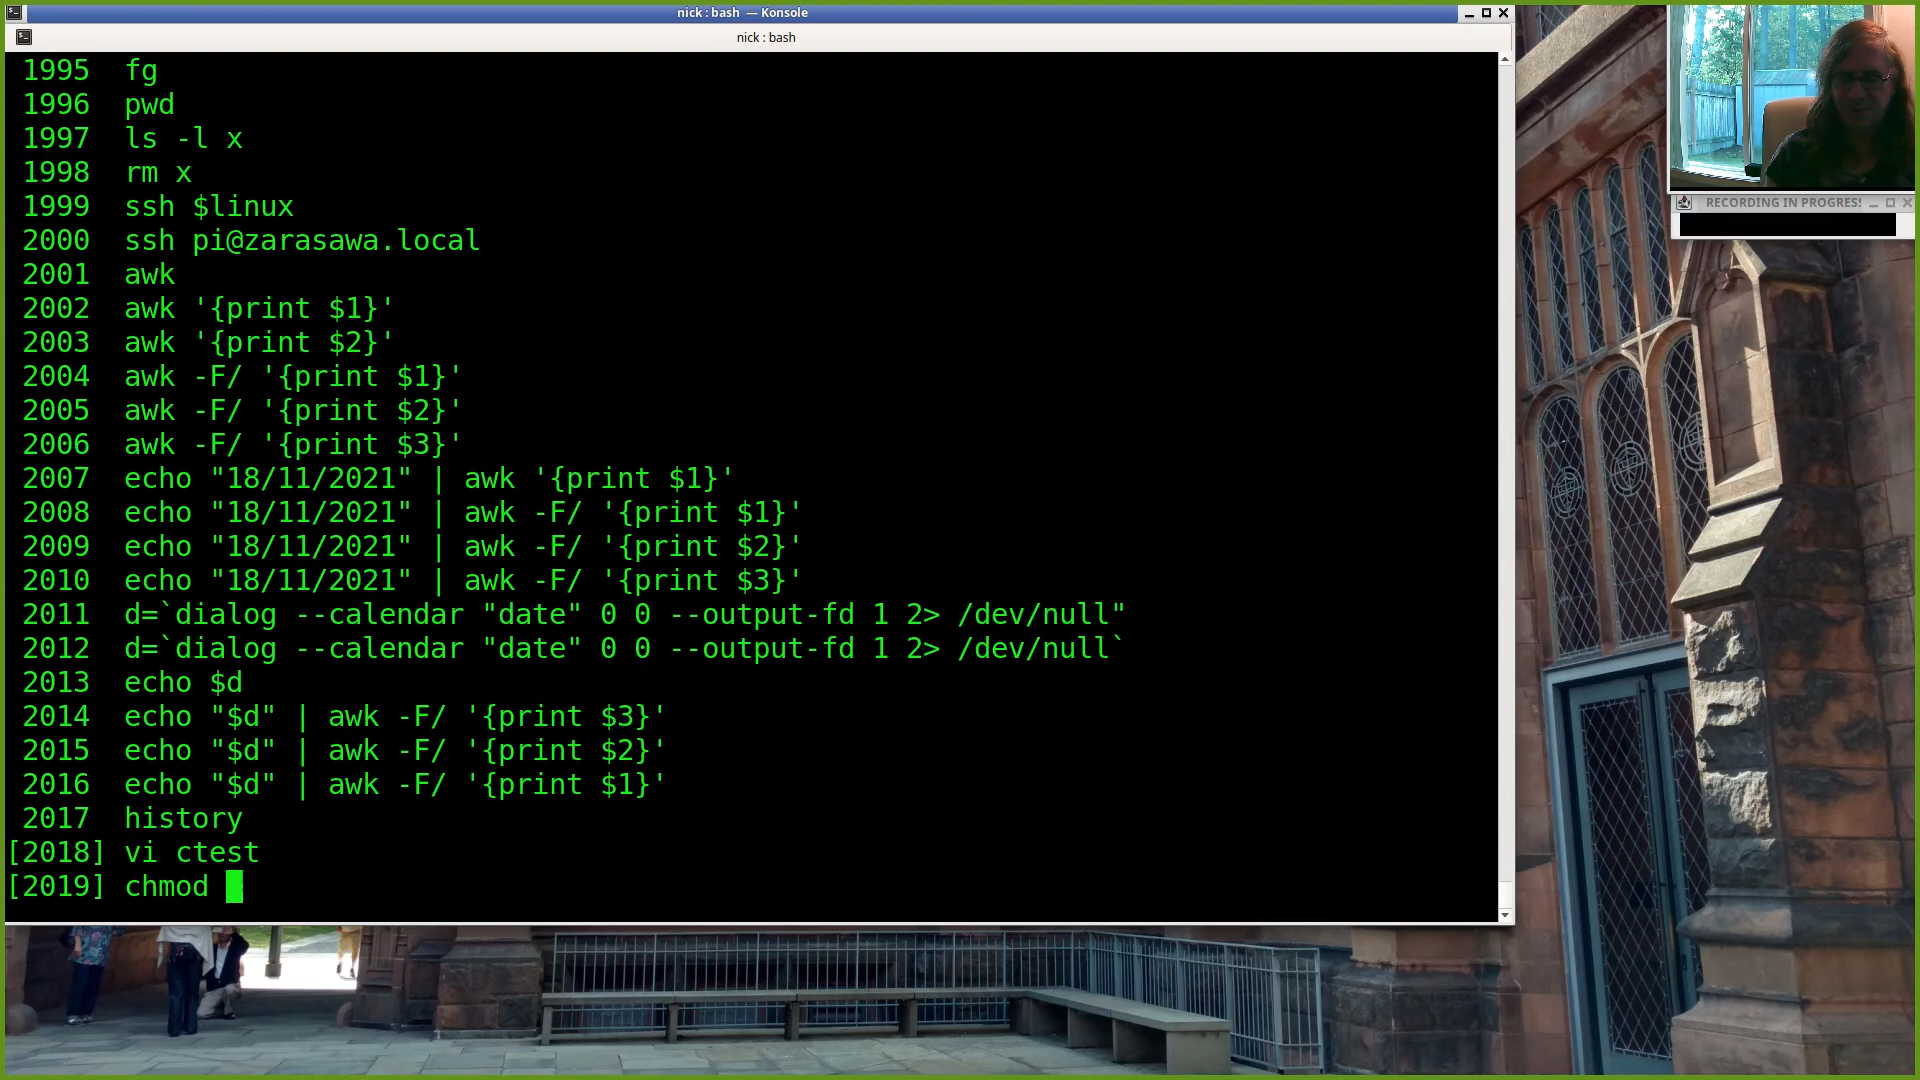 nick : bash — Konsole
nick : bash
1995 fg
1996 pwd
1997 ls -l x
1998 rm x
1999 ssh $linux
2000 ssh pi@zarasawa.local
2001 awk
2002 awk '{print $1}'
2003 awk '{print $2}'
2004 awk -F/ '{print $1}'
2005 awk -F/ '{print $2}'
2006 awk -F/ '{print $3}'
2007 echo "18/11/2021" | awk '{print $1}'
2008 echo "18/11/2021" | awk -F/ '{print $1}'
2009 echo "18/11/2021" | awk -F/ '{print $2}'
2010 echo "18/11/2021" | awk -F/ '{print $3}'
2011 d=`dialog --calendar "date" 0 0 --output-fd 1 2> /dev/null"
2012 d=`dialog --calendar "date" 0 0 --output-fd 1 2> /dev/null`
2013 echo $d
2014 echo "$d" | awk -F/ '{print $3}'
2015 echo "$d" | awk -F/ '{print $2}'
2016 echo "$d" | awk -F/ '{print $1}'
2017 history
[2018] vi ctest
[2019] chmod
RECORDING IN PROGRES!